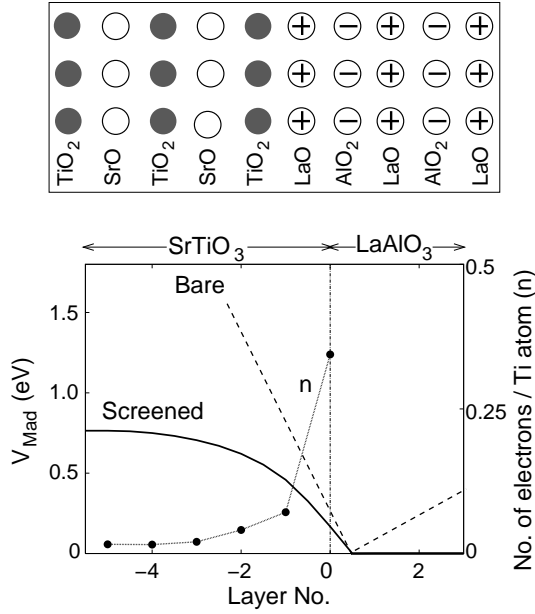 + − + − +
+ − + − +
+ − + − +
TiO2 SrO TiO2 SrO TiO2 LaO AlO2 LaO AlO2 LaO
SrTiO3 LaAlO3
Bare
n
Screened
VMad (eV)
1.5
1.0
0.5
0
No. of electrons / Ti atom (n)
0.5
0.25
0
−4 −2 0 2
Layer No.